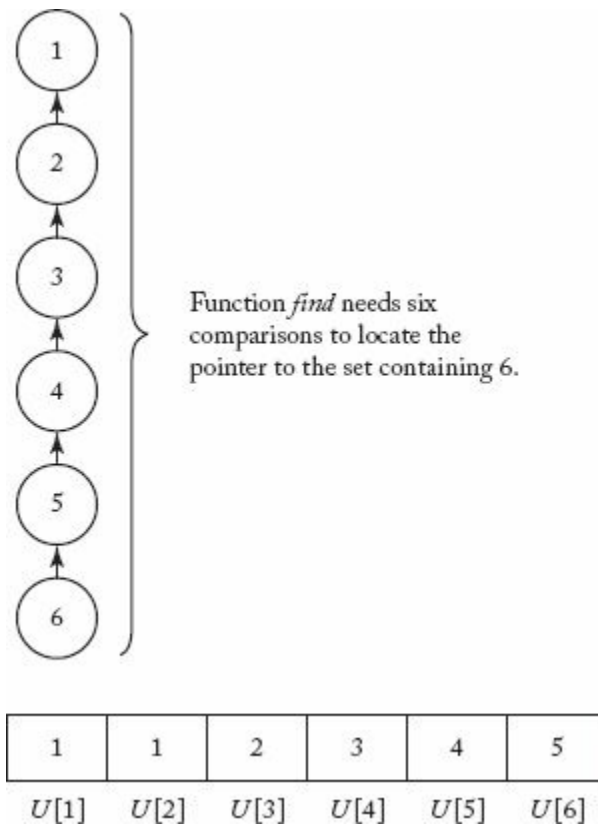 1
2
3
Function find needs six
comparisons to locate the
pointer to the set containing 6.
4
5
6
1 1 2 3 4 5
U[1] U[2] U[3] U[4] U[5] U[6]